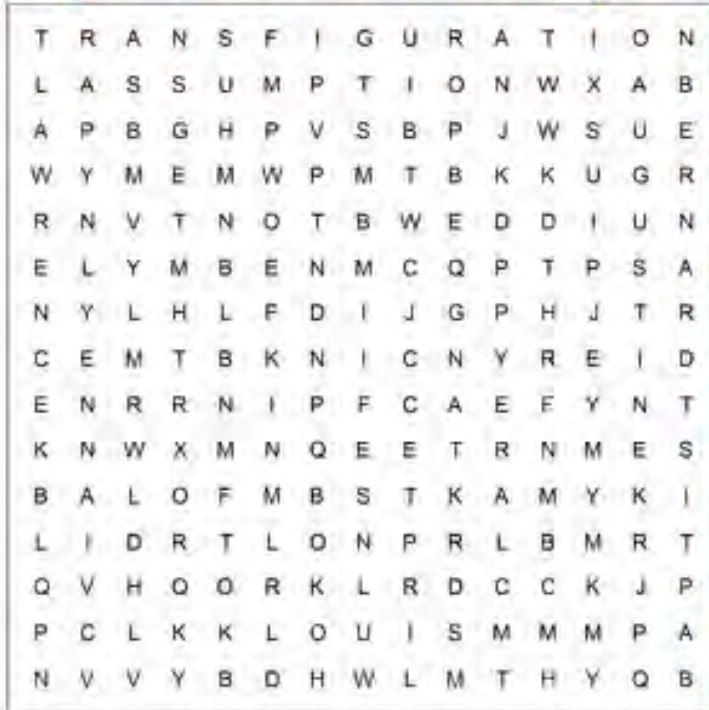 T R A N S F I G U R A T I O N
L A S S U M P T I O N W X A B
A P B G H P V S B P J W S U E
W Y M E M W P M T B K K U G R
R N V T N O T B W E D D I U N
E L Y M B E N M C Q P T P S A
N Y L H L F D I J G P H J T R
C E M T B K N I C N Y R E I D
E N R R N I P F C A E F Y N T
K N W X M N Q E E T R N M E S
B A L O F M B S T K A M Y K I
L I D R T L O N P R L B M R T
Q V H Q O R K L R D C C K J P
P C L K K L O U I S M M M P A
N V V Y B D H W L M T H Y Q B